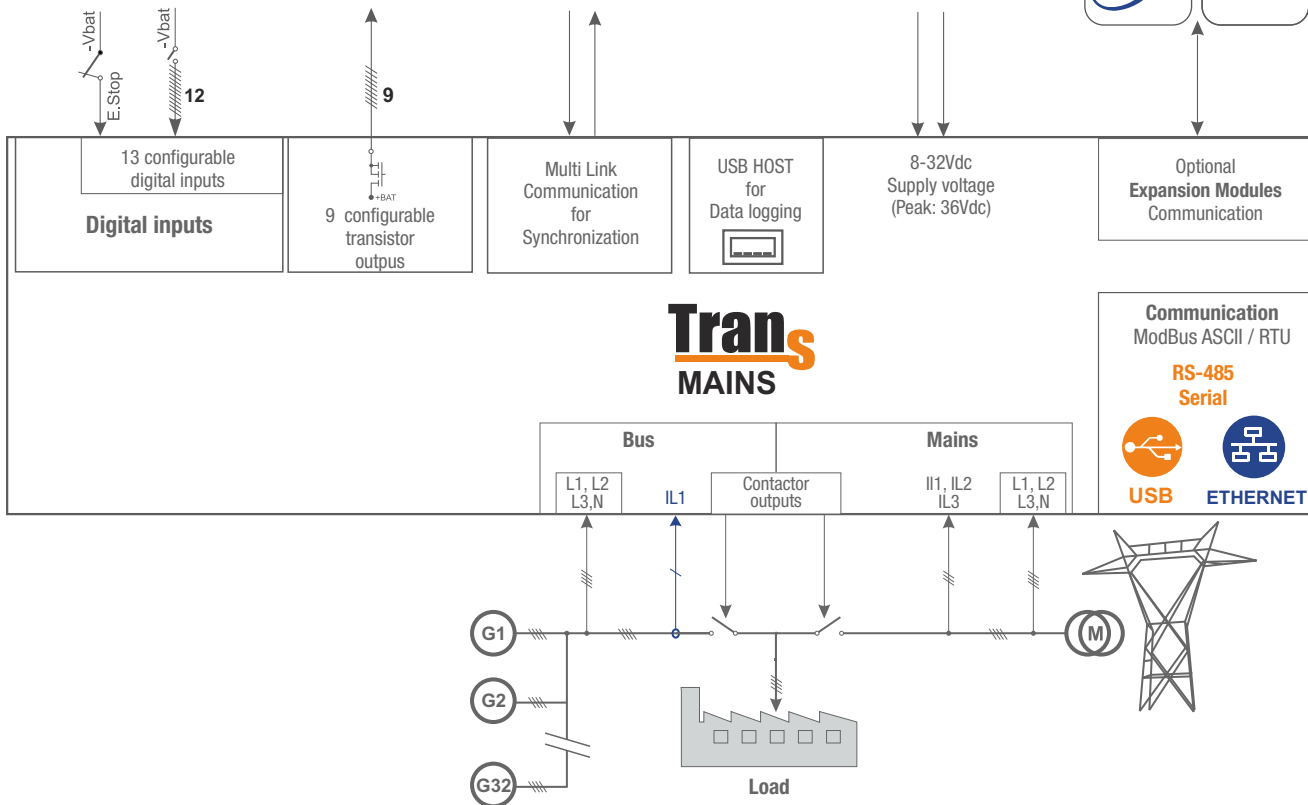 -Vbat
-Vbat
E.Stop
12
9
13 configurable
digital inputs
Digital inputs
+BAT
9 configurable
transistor
outpus
Multi Link
Communication
for
Synchronization
USB HOST
for
Data logging
8-32Vdc
Supply voltage
(Peak: 36Vdc)
Optional
Expansion Modules
Communication
Trans
MAINS
Communication
ModBus ASCII / RTU
RS-485
Serial
USB
ETHERNET
Bus
Mains
L1, L2
L3,N
IL1
Contactor
outputs
Il1, IL2
IL3
L1, L2
L3,N
G1
M
G2
G32
Load